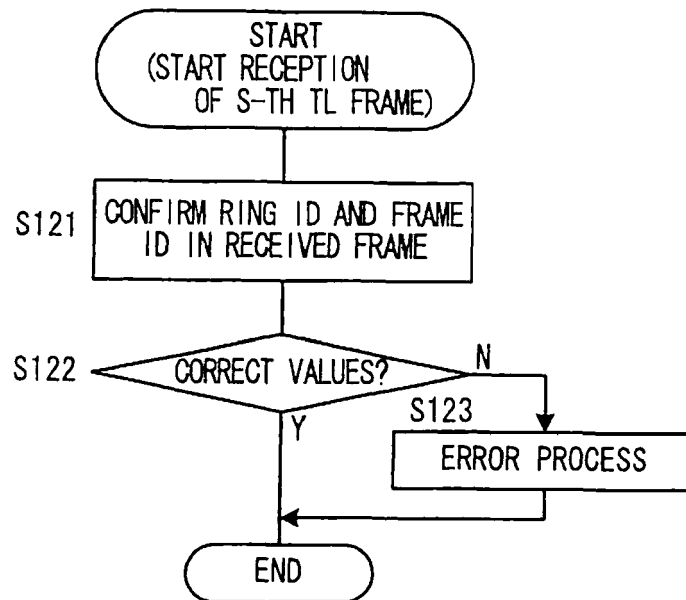 START
(START RECEPTION
OF S-TH TL FRAME)
S121
CONFIRM RING ID AND FRAME
ID IN RECEIVED FRAME
S122
CORRECT VALUES?
N
Y
S123
ERROR PROCESS
END